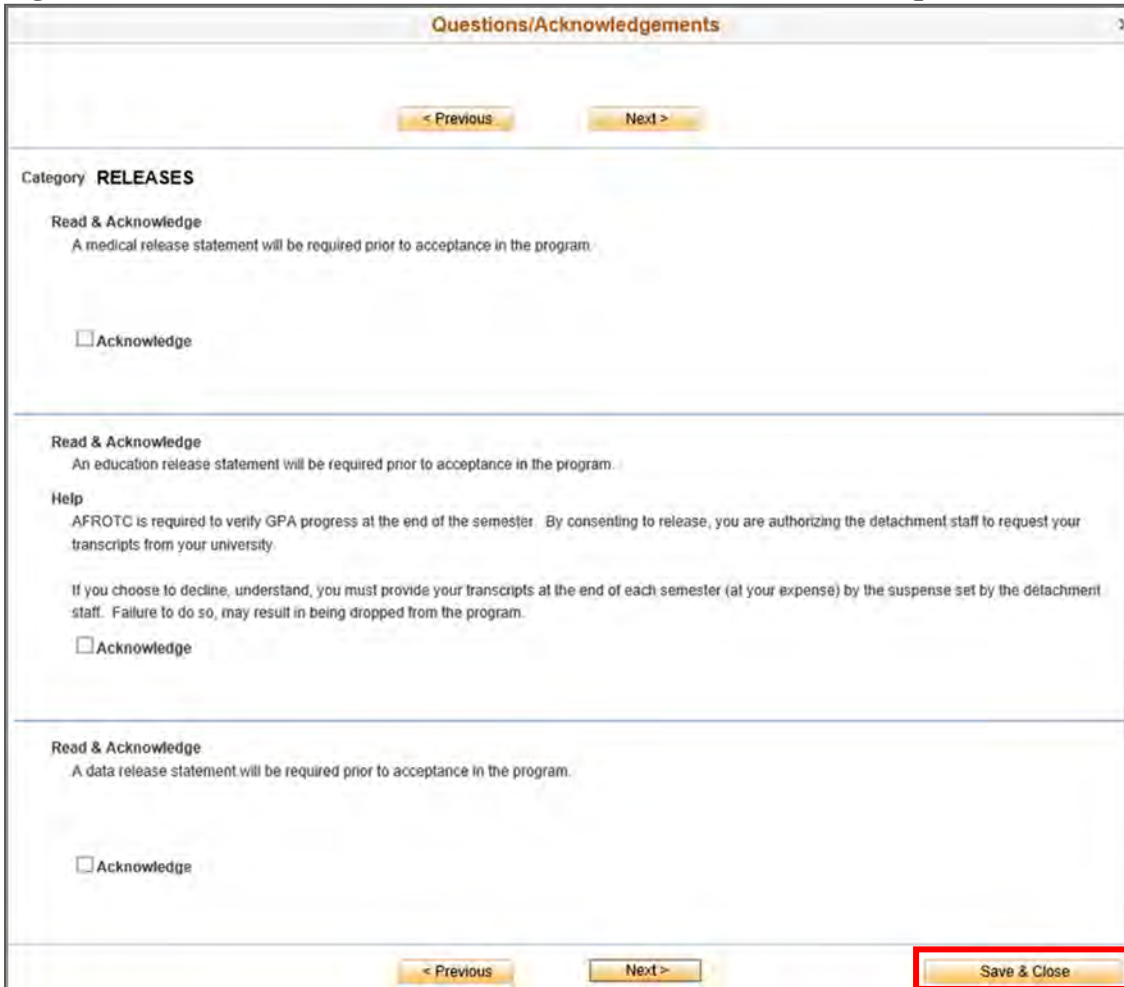 Questions/Acknowledgements
< Previous
Next >
Category RELEASES
Read & Acknowledge
A medical release statement will be required prior to acceptance in the program.
Acknowledge
Read & Acknowledge
An education release statement will be required prior to acceptance in the program.
Help
AFROTC is required to verify GPA progress at the end of the semester. By consenting to release, you are authorizing the detachment staff to request your
transcripts from your university.
If you choose to decline, understand, you must provide your transcripts at the end of each semester (at your expense) by the suspense set by the detachment
staff. Failure to do so, may result in being dropped from the program.
Acknowledge
Read & Acknowledge
A data release statement will be required prior to acceptance in the program.
Acknowledge
< Previous
Next >
Save & Close